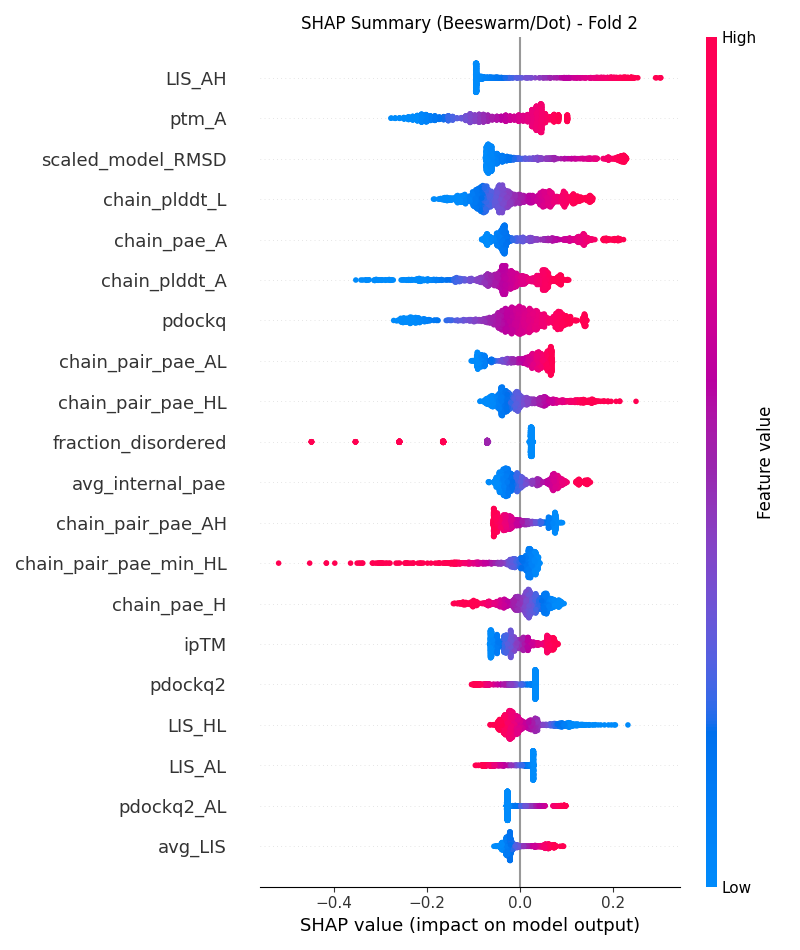 SHAP Summary (Beeswarm/Dot) - Fold 2
High
LIS_AH
ptm_A
scaled_model_RMSD
chain_plddt_L
chain_pae_A
chain_plddt_A
pdockq
chain_pair_pae_AL
chain_pair_pae_HL
fraction_disordered
avg_internal_pae
chain_pair_pae_AH
chain_pair_pae_min_HL
chain_pae_H
ipTM
pdockq2
LIS_HL
LIS_AL
pdockq2_AL
avg_LIS
Feature value
Low
−0.4 −0.2 0.0 0.2
SHAP value (impact on model output)